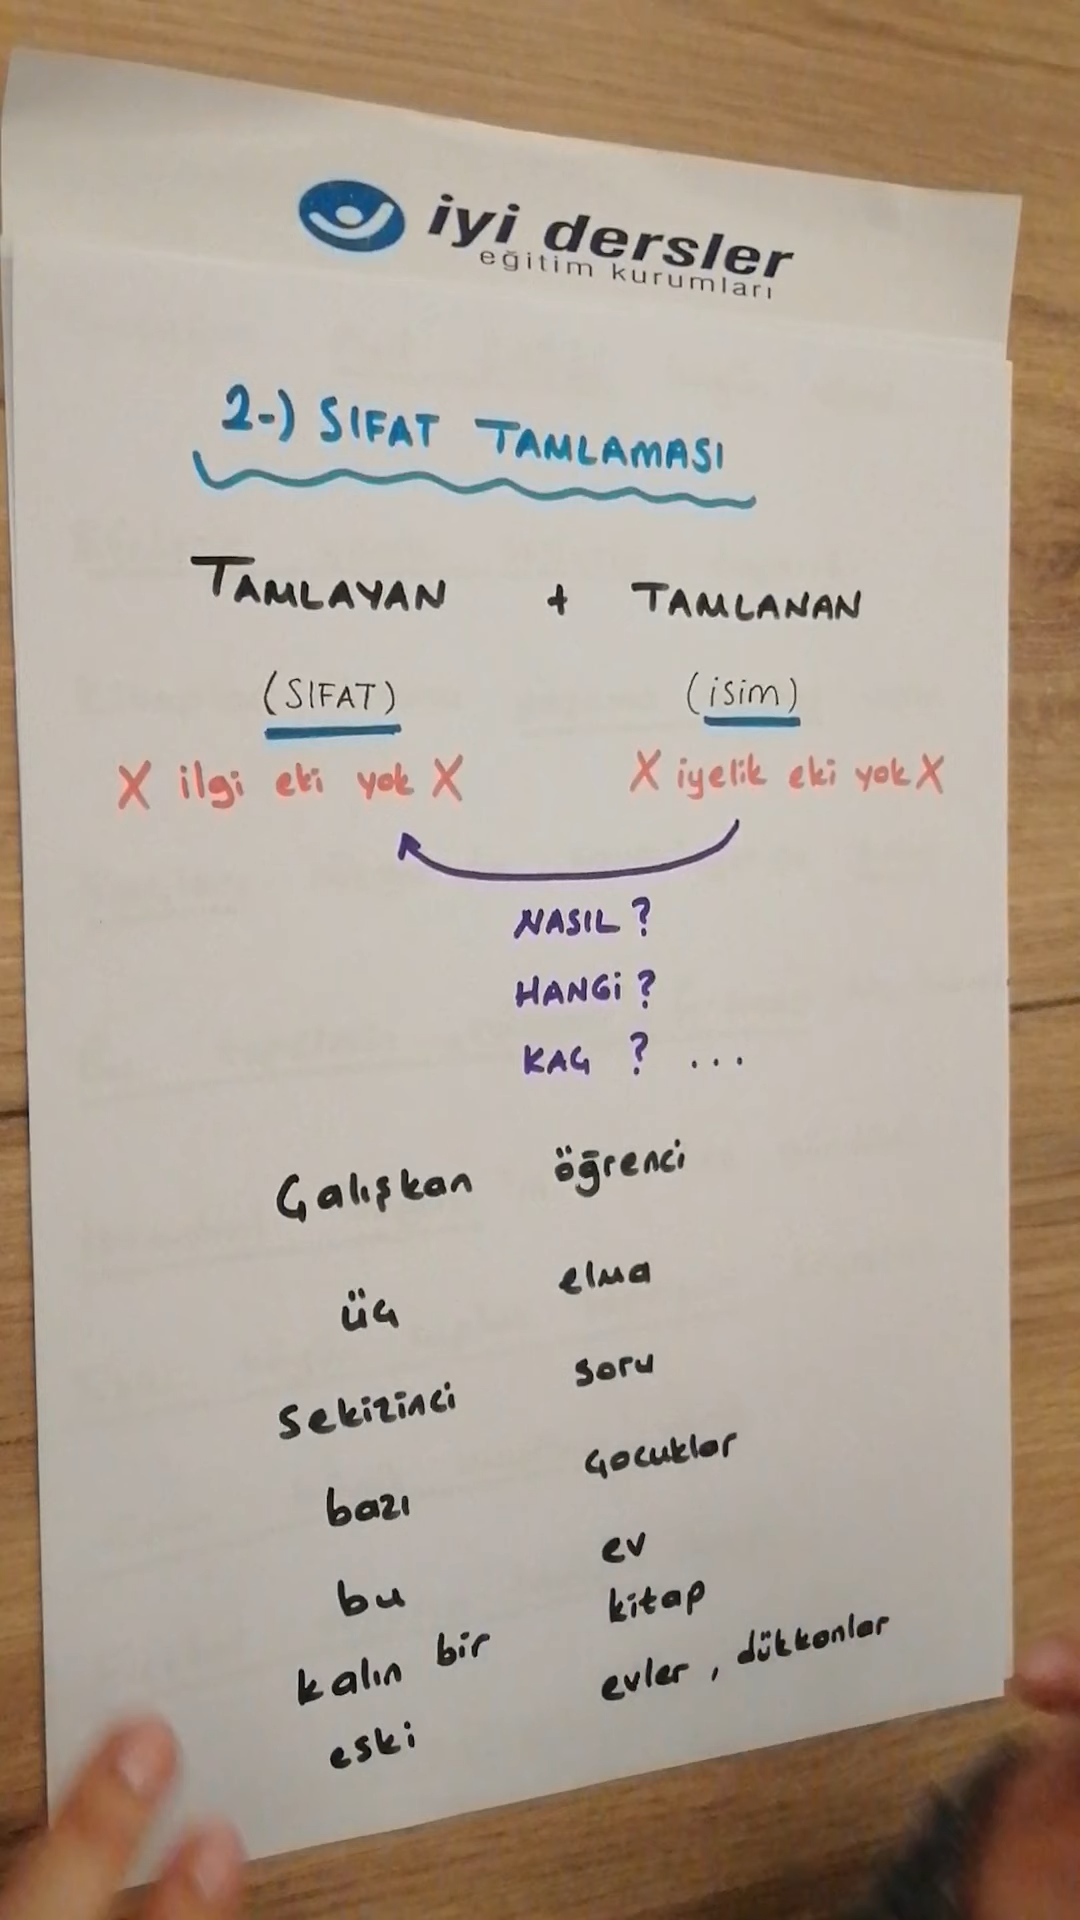 iyi dersler
eğitim kurumları
2-) SIFAT TAMLAMASI
TAMLAYAN + TAMLANAN
(SIFAT) (isim)
X ilgi eki yok X X iyelik eki yok X
NASIL ?
HANGİ ?
KAÇ ? ...
Çalışkan öğrenci
üç elma
Sekizinci soru
bazı çocuklar
bu ev
kalın bir kitap
eski evler , dükkanlar